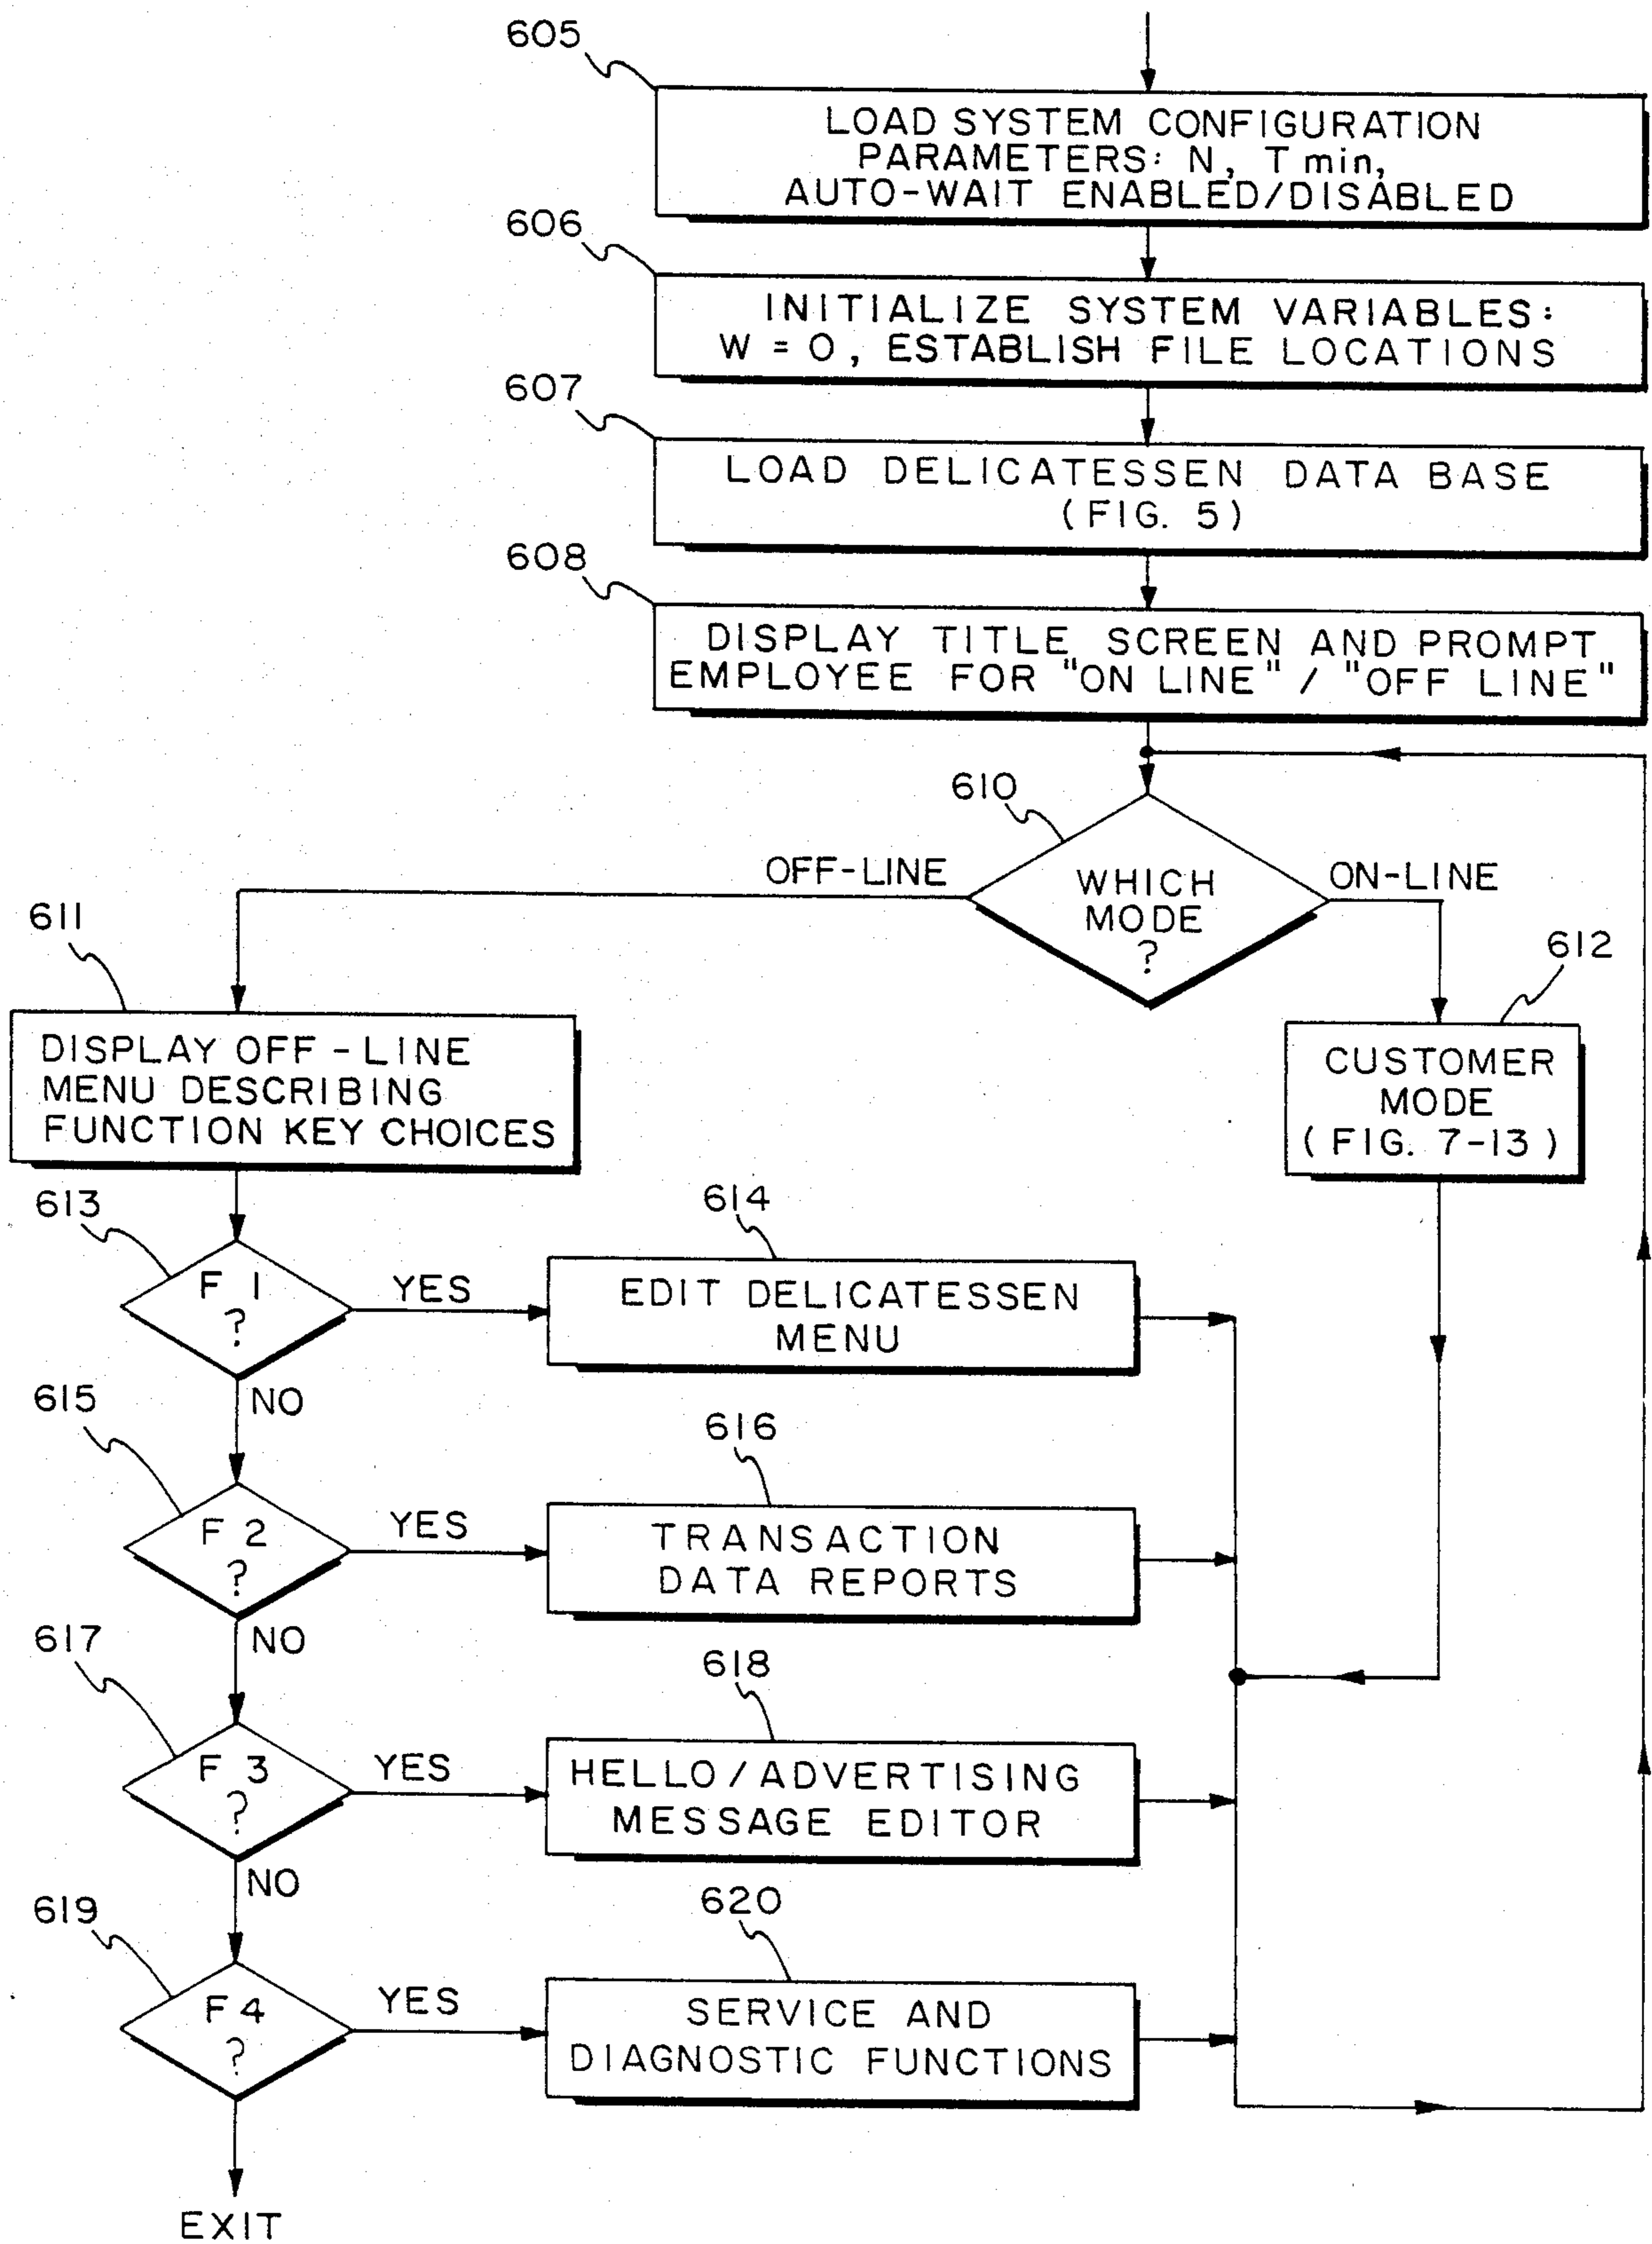 605
LOAD SYSTEM CONFIGURATION
PARAMETERS: N, T min,
AUTO-WAIT ENABLED/DISABLED
606
INITIALIZE SYSTEM VARIABLES:
W = 0, ESTABLISH FILE LOCATIONS
607
LOAD DELICATESSEN DATA BASE
(FIG. 5)
608
DISPLAY TITLE SCREEN AND PROMPT
EMPLOYEE FOR "ON LINE" / "OFF LINE"
610
OFF-LINE
WHICH
MODE
?
ON-LINE
611
DISPLAY OFF-LINE
MENU DESCRIBING
FUNCTION KEY CHOICES
612
CUSTOMER
MODE
(FIG. 7-13)
613
F 1
?
YES
NO
614
EDIT DELICATESSEN
MENU
615
F 2
?
YES
NO
616
TRANSACTION
DATA REPORTS
617
F 3
?
YES
NO
618
HELLO/ADVERTISING
MESSAGE EDITOR
619
F 4
?
YES
620
SERVICE AND
DIAGNOSTIC FUNCTIONS
EXIT